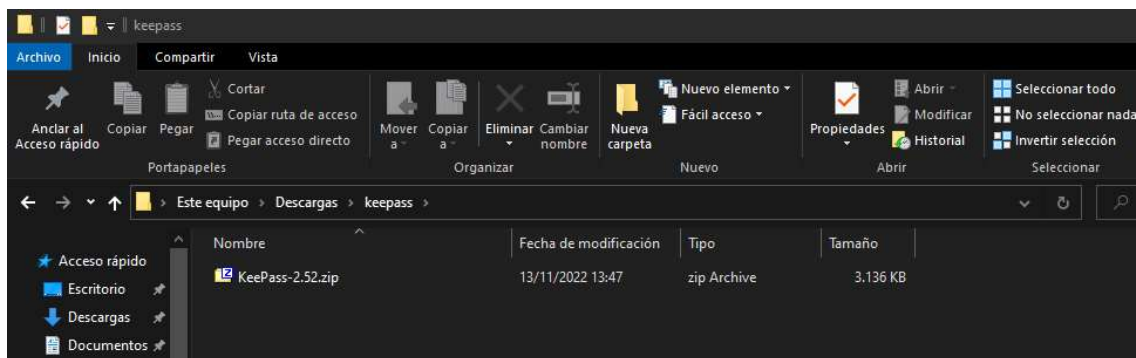 keepass
Archivo Inicio Compartir Vista
Anclar al Acceso rápido
Copiar
Pegar
Cortar
Copiar ruta de acceso
Pegar acceso directo
Portapapeles
Mover a
Copiar a
Eliminar
Cambiar nombre
Organizar
Nueva carpeta
Nuevo elemento
Fácil acceso
Nuevo
Propiedades
Abrir
Modificar
Historial
Abrir
Seleccionar todo
No seleccionar nada
Invertir selección
Seleccionar
Este equipo > Descargas > keepass >
Nombre Fecha de modificación Tipo Tamaño
KeePass-2.52.zip 13/11/2022 13:47 zip Archive 3.136 KB
Acceso rápido
Escritorio
Descargas
Documentos